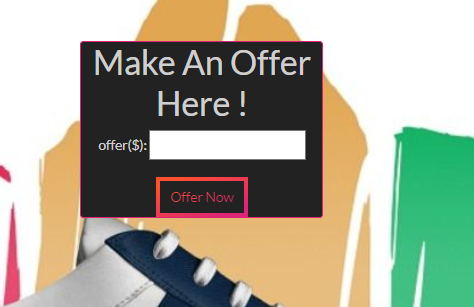 Make An Offer
Here !
offer($):
Offer Now